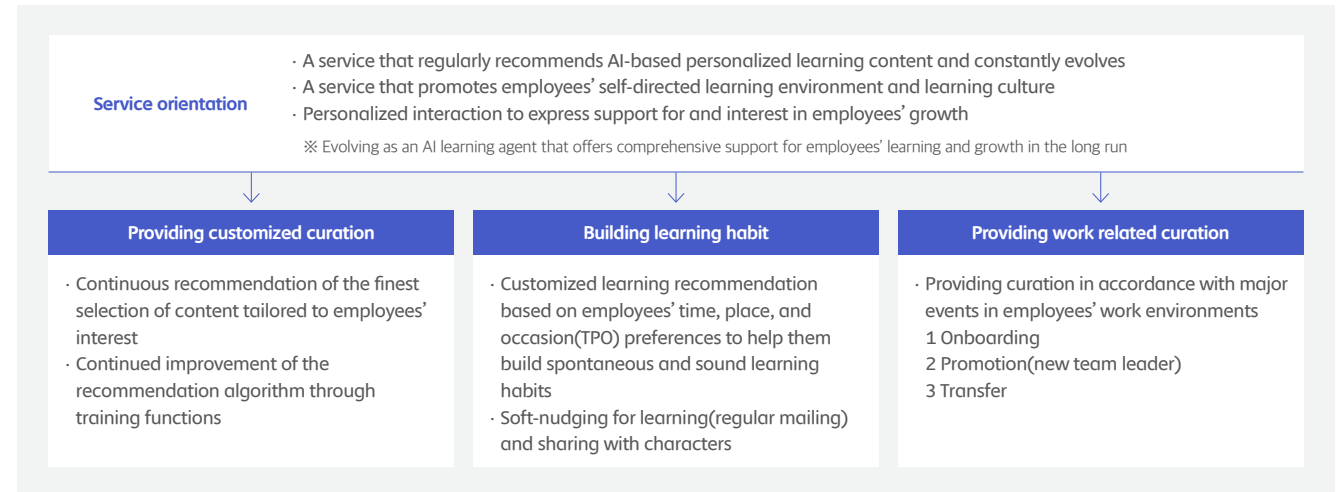 Service orientation
· A service that regularly recommends AI-based personalized learning content and constantly evolves
· A service that promotes employees’ self-directed learning environment and learning culture
· Personalized interaction to express support for and interest in employees’ growth
※ Evolving as an AI learning agent that offers comprehensive support for employees’ learning and growth in the long run
Providing customized curation
· Continuous recommendation of the finest
selection of content tailored to employees’
interest
· Continued improvement of the
recommendation algorithm through
training functions
Building learning habit
· Customized learning recommendation
based on employees’ time, place, and
occasion(TPO) preferences to help them
build spontaneous and sound learning
habits
· Soft-nudging for learning(regular mailing)
and sharing with characters
Providing work related curation
· Providing curation in accordance with major
events in employees’ work environments
1 Onboarding
2 Promotion(new team leader)
3 Transfer